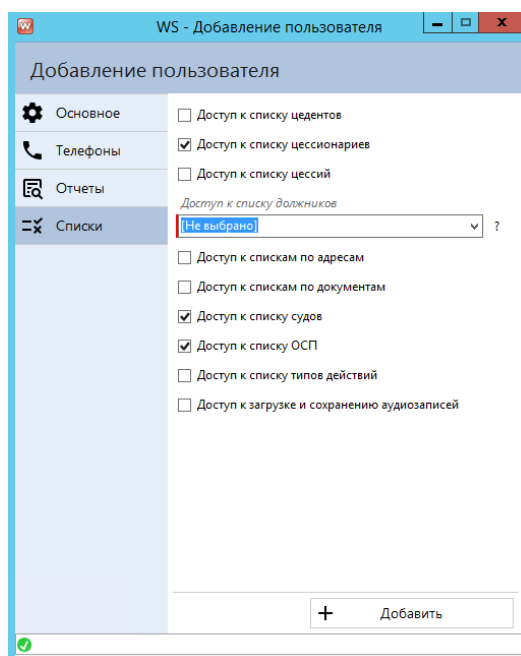 WS - Добавление пользователя
Добавление пользователя
Основное
Телефоны
Отчеты
Списки
Доступ к списку цедентов
Доступ к списку цессионариев
Доступ к списку цессий
Доступ к списку должников
[Не выбрано]
?
Доступ к спискам по адресам
Доступ к спискам по документам
Доступ к списку судов
Доступ к списку ОСП
Доступ к списку типов действий
Доступ к загрузке и сохранению аудиозаписей
Добавить